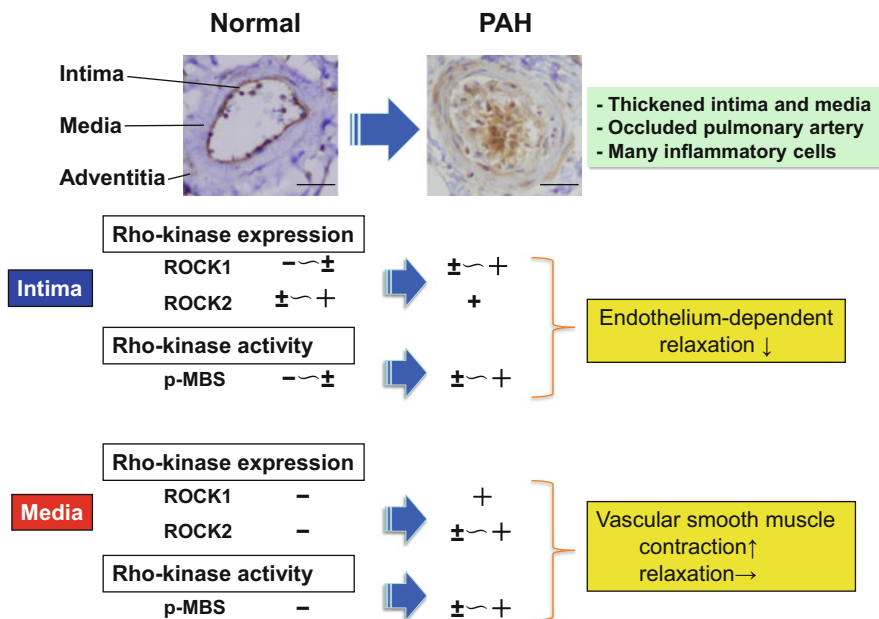 Normal PAH
Intima
Media
Adventitia
- Thickened intima and media
- Occluded pulmonary artery
- Many inflammatory cells
Intima
Rho-kinase expression
ROCK1 −∼± ±∼+
ROCK2 ±∼+ +
Rho-kinase activity
p-MBS −∼± ±∼+
Endothelium-dependent
relaxation ↓
Media
Rho-kinase expression
ROCK1 − +
ROCK2 − ±∼+
Rho-kinase activity
p-MBS − ±∼+
Vascular smooth muscle
contraction↑
relaxation→